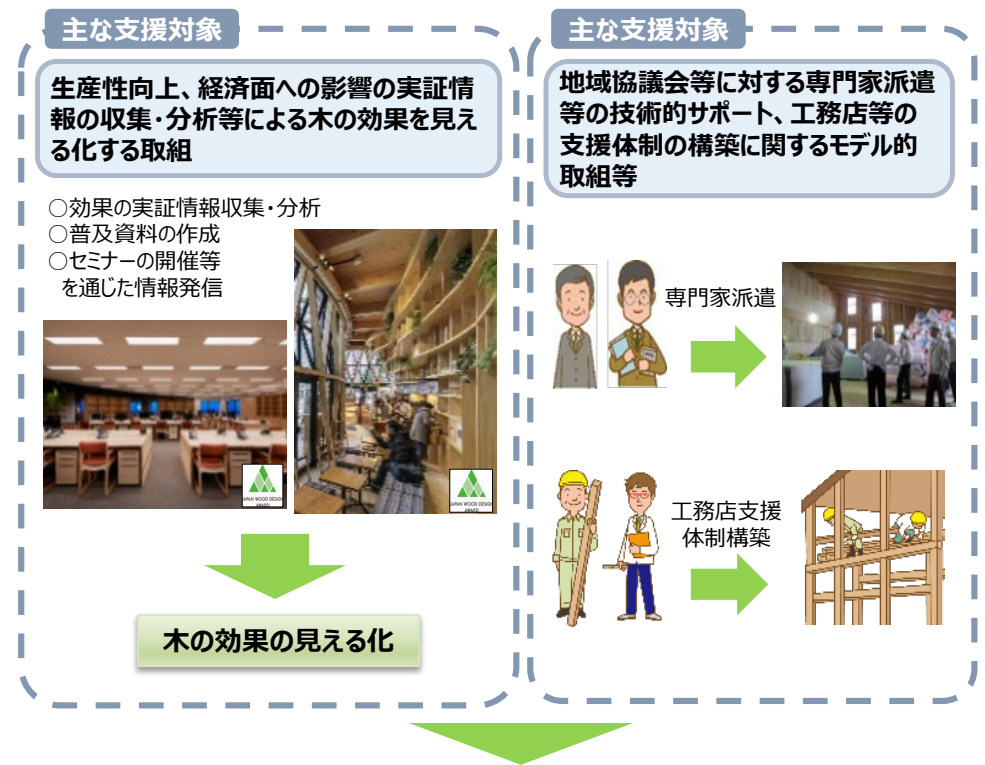 主な支援対象
生産性向上、経済面への影響の実証情
報の収集・分析等による木の効果を見え
る化する取組
○効果の実証情報収集・分析
○普及資料の作成
○セミナーの開催等
を通じた情報発信
JAPAN WOOD DESIGN
AWARD
JAPAN WOOD DESIGN
AWARD
木の効果の見える化
主な支援対象
地域協議会等に対する専門家派遣
等の技術的サポート、工務店等の
支援体制の構築に関するモデル的
取組等
専門家派遣
工務店支援
体制構築